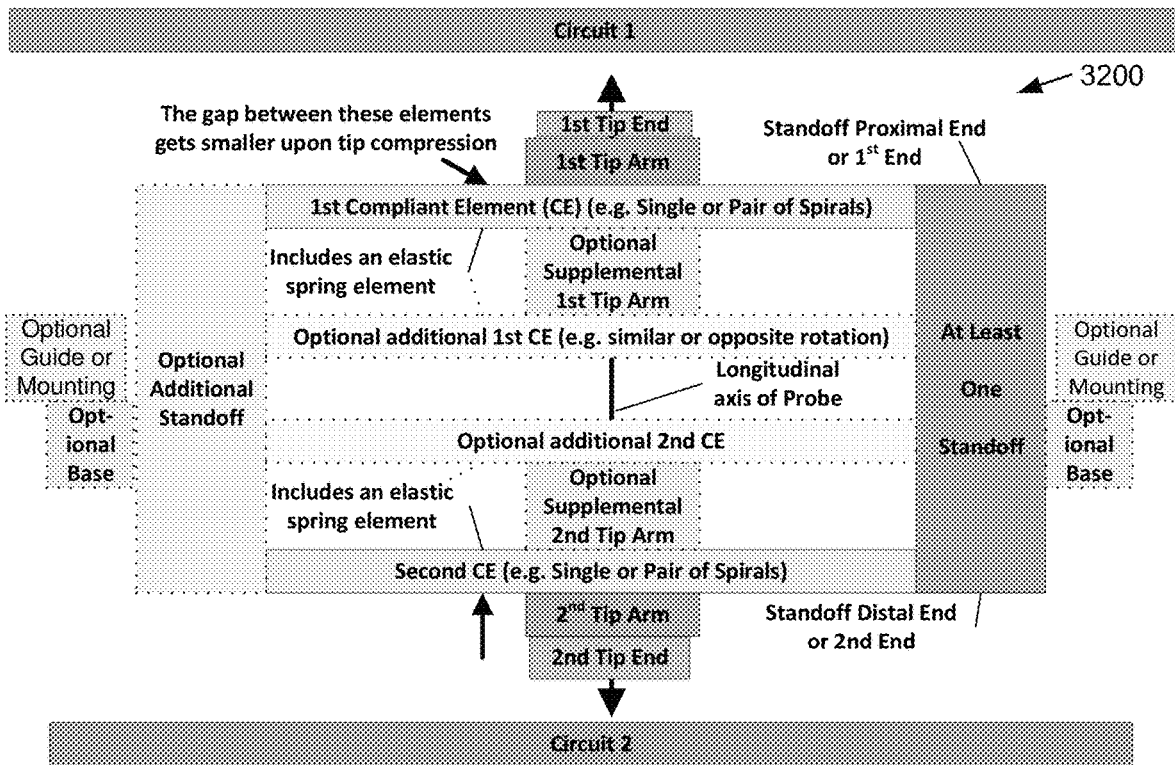 Circuit 1
3200
The gap between these elements
gets smaller upon tip compression
1st Tip End
1st Tip Arm
Standoff Proximal End
or 1st End
1st Compliant Element (CE) (e.g. Single or Pair of Spirals)
Includes an elastic
spring element
Optional
Supplemental
1st Tip Arm
Optional additional 1st CE (e.g. similar or opposite rotation)
Optional
Guide or
Mounting
Opt-
ional
Base
Optional
Additional
Standoff
Longitudinal
axis of Probe
At Least
One
Standoff
Optional
Guide or
Mounting
Opt-
ional
Base
Optional additional 2nd CE
Includes an elastic
spring element
Optional
Supplemental
2nd Tip Arm
Second CE (e.g. Single or Pair of Spirals)
2nd Tip Arm
2nd Tip End
Standoff Distal End
or 2nd End
Circuit 2